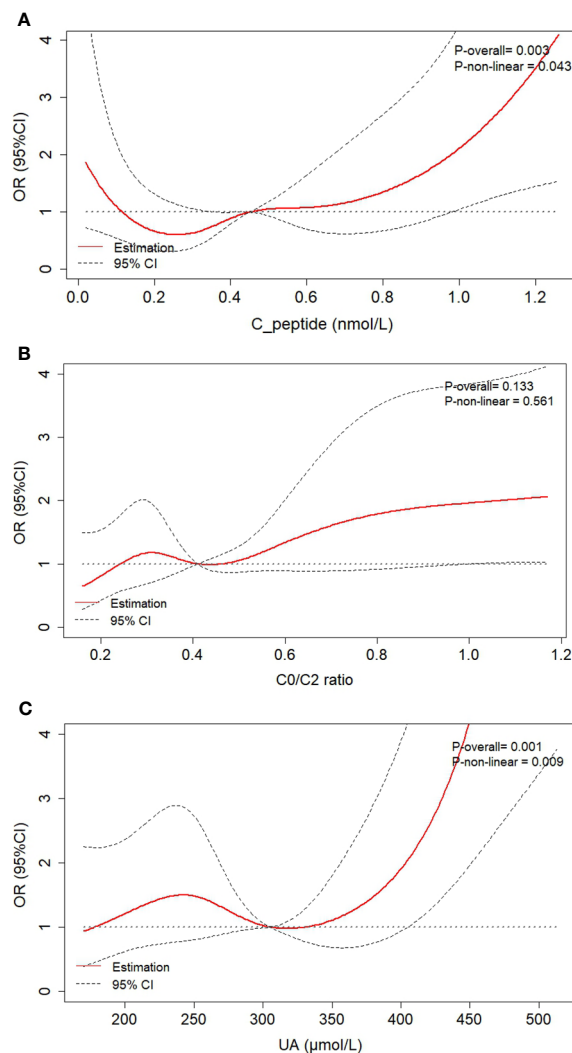 A
P-overall= 0.003
P-non-linear = 0.043
4
3
2
1
0
OR (95%CI)
Estimation
95% CI
0.0 0.2 0.4 0.6 0.8 1.0 1.2
C_peptide (nmol/L)
B
P-overall= 0.133
P-non-linear = 0.561
4
3
2
1
0
OR (95%CI)
Estimation
95% CI
0.2 0.4 0.6 0.8 1.0 1.2
C0/C2 ratio
C
P-overall= 0.001
P-non-linear = 0.009
4
3
2
1
0
OR (95%CI)
Estimation
95% CI
200 250 300 350 400 450 500
UA (μmol/L)